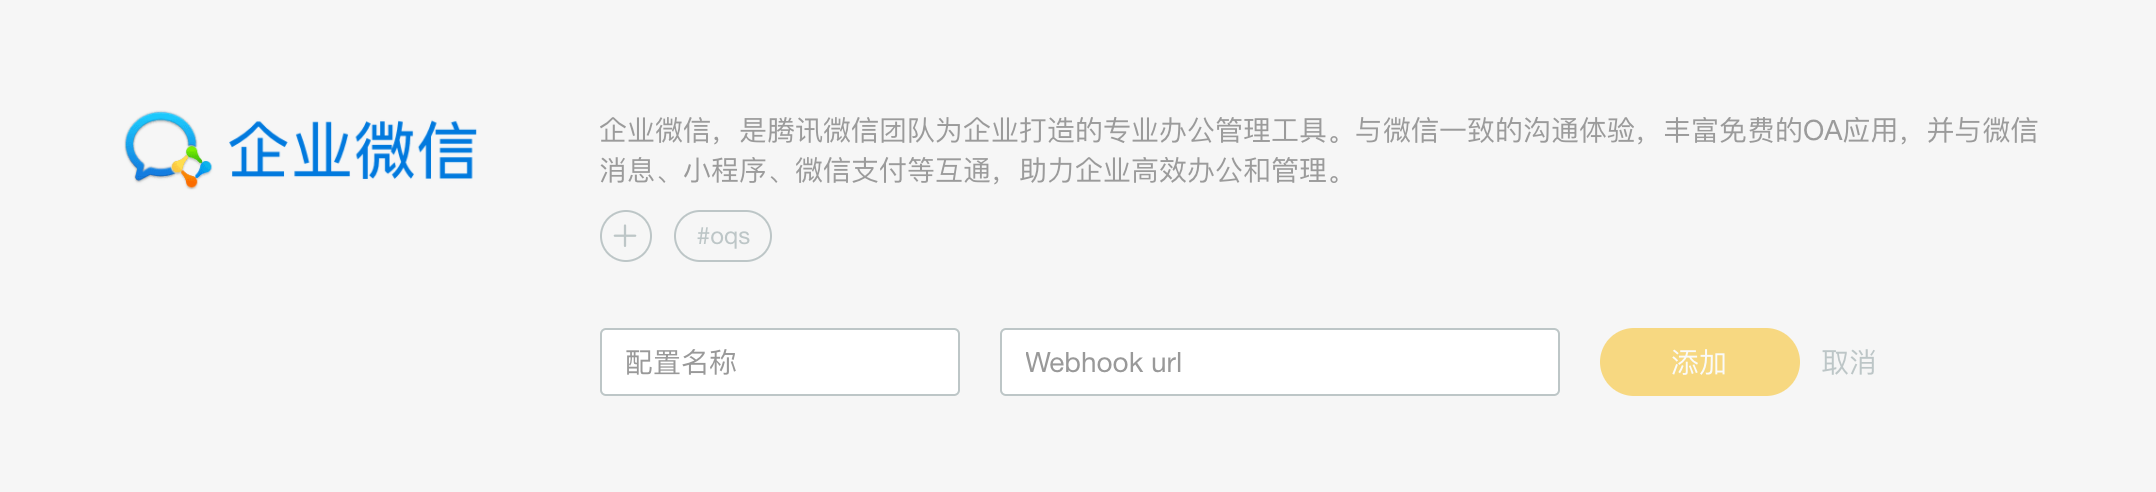 企业微信
企业微信，是腾讯微信团队为企业打造的专业办公管理工具。与微信一致的沟通体验，丰富免费的OA应用，并与微信
消息、小程序、微信支付等互通，助力企业高效办公和管理。
#oqs
配置名称
Webhook url
添加
取消